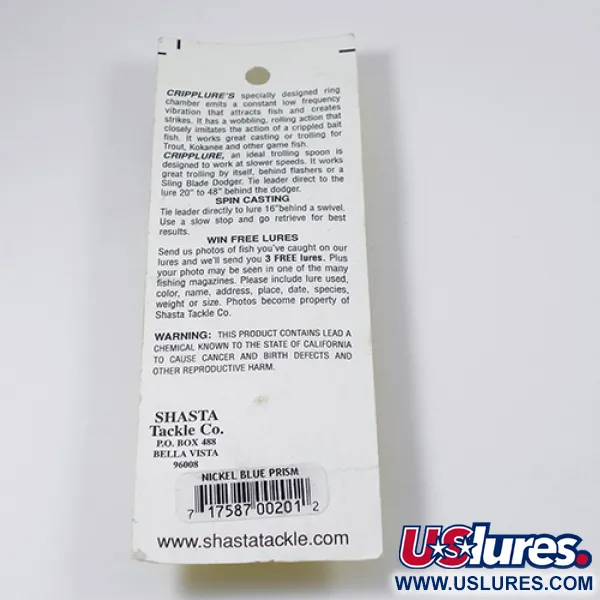 CRIPPLURE'S specially designed ring
chamber emits a constant low frequency
vibration that attracts fish and creates
strikes. It has a wobbling, rolling action that
closely imitates the action of a crippled bait
fish. It works great casting or trolling for
Trout, Kokanee and other game fish.
CRIPPLURE, an ideal trolling spoon is
designed to work at slower speeds. It works
great trolling by itself, behind flashers or a
Sling Blade Dodger. Tie leader direct to the
lure 20" to 48" behind the dodger.
SPIN CASTING
Tie leader directly to lure 16"behind a swivel.
Use a slow stop and go retrieve for best
results.
WIN FREE LURES
Send us photos of fish you've caught on our
lures and we'll send you 3 FREE lures. Plus
your photo may be seen in one of the many
fishing magazines. Please include lure used,
color, name, address, place, date, species,
weight or size. Photos become property of
Shasta Tackle Co.
WARNING: THIS PRODUCT CONTAINS LEAD A
CHEMICAL KNOWN TO THE STATE OF CALIFORNIA
TO CAUSE CANCER AND BIRTH DEFECTS AND
OTHER REPRODUCTIVE HARM.
SHASTA
Tackle Co.
P.O. BOX 488
BELLA VISTA
96008
NICKEL BLUE PRISM
7 17587 00201 2
www.shastatackle.com
USlures.
WWW.USLURES.COM